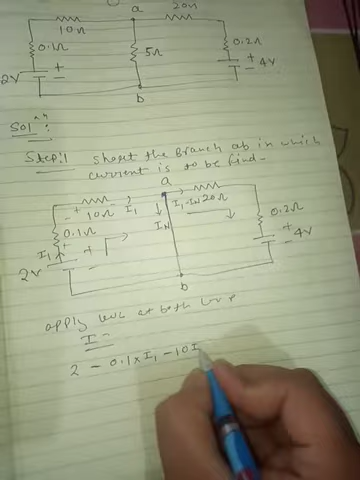 a
10Ω
20Ω
0.1Ω
5Ω
0.2Ω
2V
+
-
+
-
4V
b
Solⁿ:
Step:1 short the Branch ab in which
current is to be find-
a
10Ω
I₁
I₁-IN
20Ω
0.1Ω
IN
0.2Ω
I₁
2V
+
-
4V
b
apply KVL at both loop
I -
2 - 0.1×I₁ - 10I